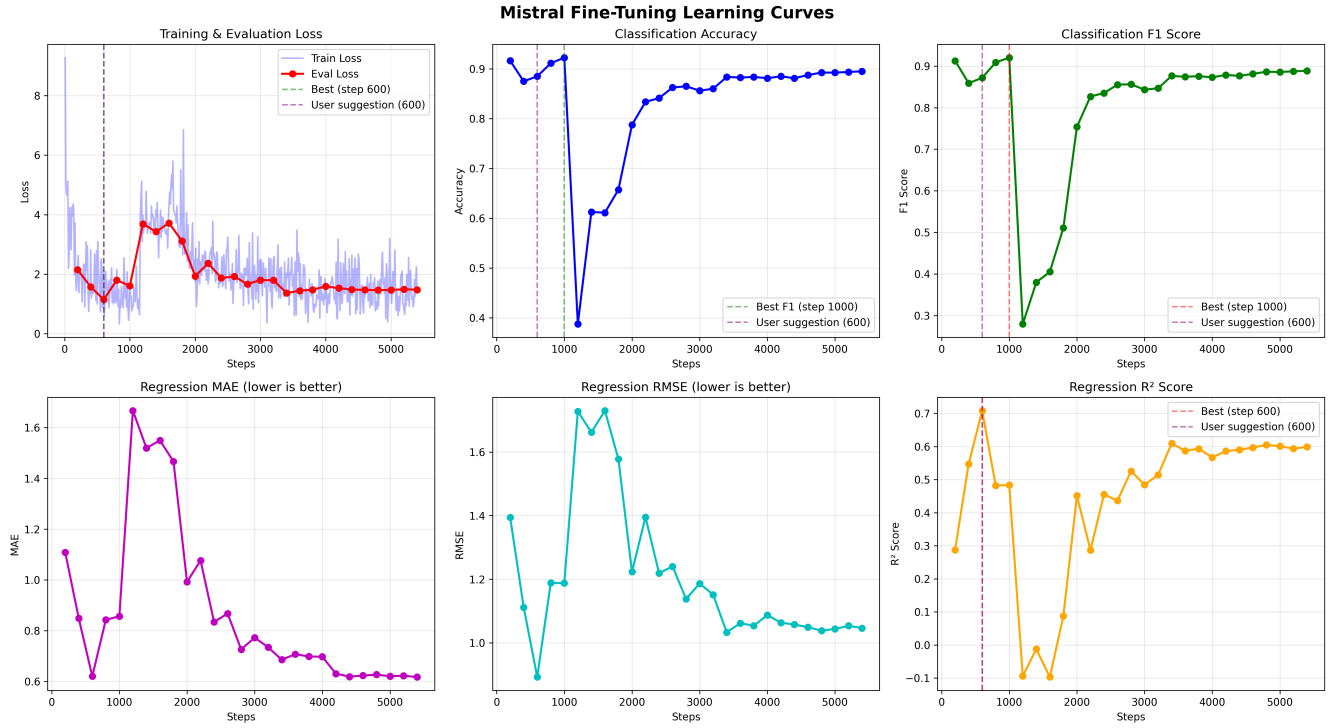 Mistral Fine-Tuning Learning Curves
Training & Evaluation Loss
Train Loss
Eval Loss
Best (step 600)
User suggestion (600)
Loss
8
6
4
2
0
0 1000 2000 3000 4000 5000
Steps
Classification Accuracy
Accuracy
0.9
0.8
0.7
0.6
0.5
0.4
Best F1 (step 1000)
User suggestion (600)
0 1000 2000 3000 4000 5000
Steps
Classification F1 Score
F1 Score
0.9
0.8
0.7
0.6
0.5
0.4
0.3
Best (step 1000)
User suggestion (600)
0 1000 2000 3000 4000 5000
Steps
Regression MAE (lower is better)
MAE
1.6
1.4
1.2
1.0
0.8
0.6
0 1000 2000 3000 4000 5000
Steps
Regression RMSE (lower is better)
RMSE
1.6
1.4
1.2
1.0
0 1000 2000 3000 4000 5000
Steps
Regression R² Score
Best (step 600)
User suggestion (600)
R² Score
0.7
0.6
0.5
0.4
0.3
0.2
0.1
0.0
−0.1
0 1000 2000 3000 4000 5000
Steps